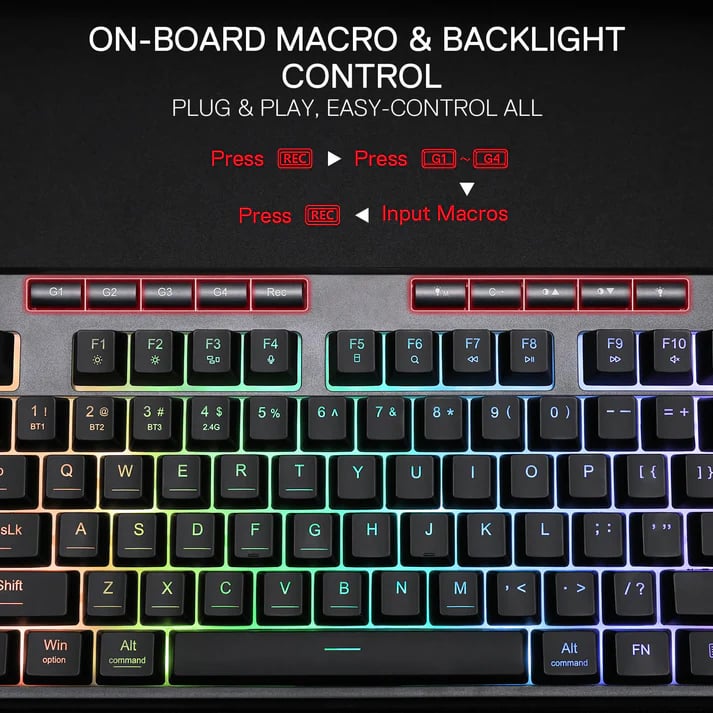 ON-BOARD MACRO & BACKLIGHT
CONTROL
PLUG & PLAY, EASY-CONTROL ALL
Press REC ▶ Press G1 ~ G4
▼
Press REC ◀ Input Macros
G1 G2 G3 G4 Rec
M C ▲ ▼
F1 F2 F3 F4 F5 F6 F7 F8 F9 F10
1 ! 2 @ 3 # 4 $ 5 % 6 ^ 7 & 8 * 9 ( 0 ) – — = +
BT1 BT2 BT3 2.4G
Q W E R T Y U I O P [ { ] }
sLk A S D F G H J K L ; : ' "
Shift Z X C V B N M , < . > / ?
Win Alt Alt FN
option command command